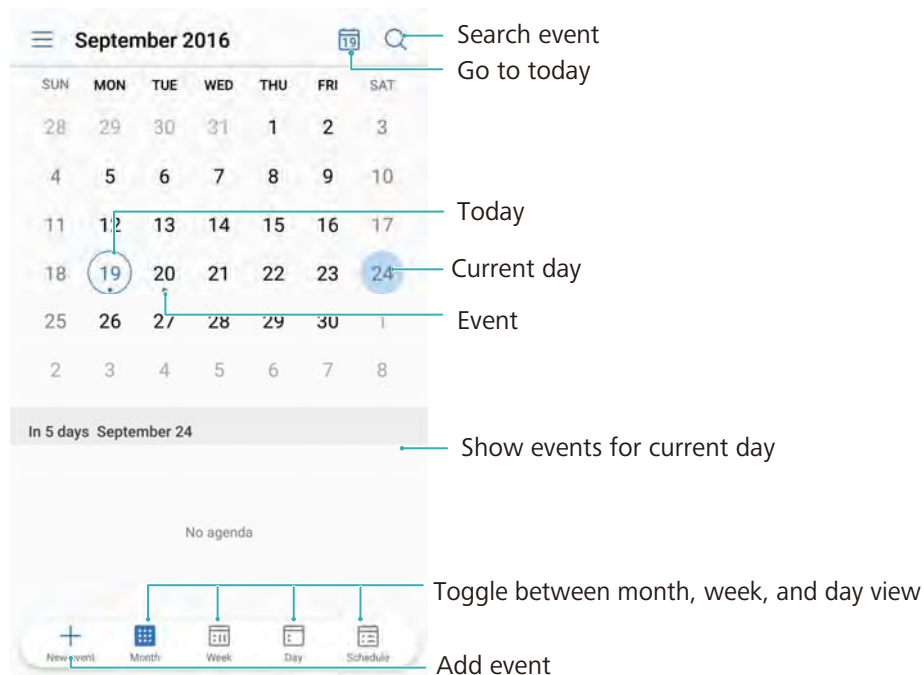 September 2016 19 Search event
Go to today
SUN MON TUE WED THU FRI SAT
28 29 30 31 1 2 3
4 5 6 7 8 9 10
11 12 13 14 15 16 17
Today
18 19 20 21 22 23 24 Current day
25 26 27 28 29 30 1 Event
2 3 4 5 6 7 8
In 5 days September 24
Show events for current day
No agenda
Toggle between month, week, and day view
New event Month Week Day Schedule
Add event